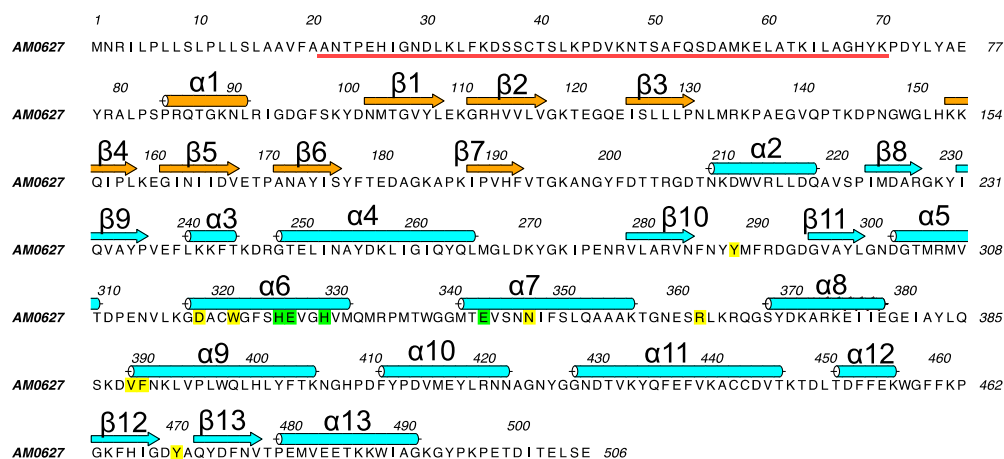 1 10 20 30 40 50 60 70
AM0627 MNRILPLLSLPLLSLAAVFAANTPEHIGNDLKLFKDSSCTSLKPDVKNTSAFQSDAMKELATKILAGHYKPDYLYAE 77
α1 β1 β2 β3
80 90 100 110 120 130 140 150
AM0627 YRALPSPRQTGKNLRIGDGFSKYDNMTGVYLEKGRHVVLVGKTEGQEISLLLPNLMRKPAEGVQPTKDPNGWGLHKK 154
β4 β5 β6 β7 α2 β8
160 170 180 190 200 210 220 230
AM0627 QIPLKEGINIIDVETPANAYISYFTEDAGKAPKIPVHFVTGKANGYFDTTRGDTNKDWVRLLDQAVSPIMDARGKYI 231
β9 α3 α4 β10 β11 α5
240 250 260 270 280 290 300
AM0627 QVAYPVEFLKKFTKDRGTELINAYDKLIGIQYQLMGLDKYGKIPENRVLARVNFNYYMFRDGDGVAYLGNDGTMRMV 308
α6 α7 α8
310 320 330 340 350 360 370 380
AM0627 TDPENVLKGDACWGFSHEVGHVMQMRPMTWGGMTEVSNNIFSLQAAAKTGNESRLKRQGSYDKARKEIIEGEIAYLQ 385
α9 α10 α11 α12
390 400 410 420 430 440 450 460
AM0627 SKDVFNKLVPLWQLHLYFTKNGHPDFYPDVMEYLRNNAGNYGGNDTVKYQFEFVKACCDVTKTDLTDFFEKWGFFKP 462
β12 β13 α13
470 480 490 500
AM0627 GKFHIGDYAQYDFNVTPEMVEETKKWIAGKGYPKPETDITELSE 506